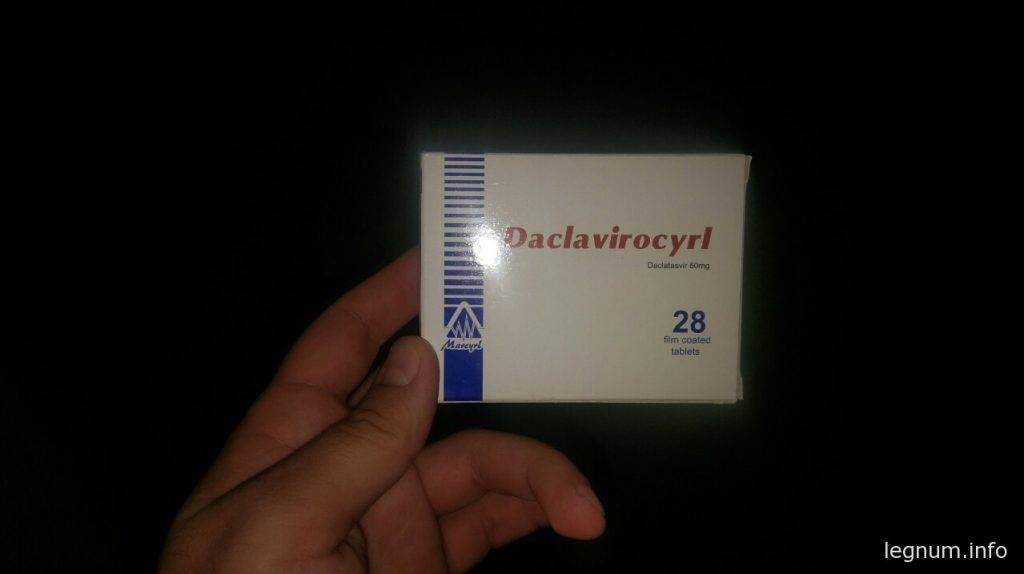 Daclavirocyrl
Daclatasvir 60mg
28
film coated
tablets
Marcyrl
legnum.info